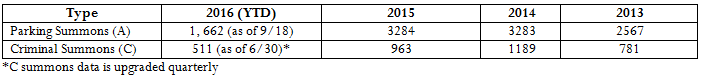 Type 2016 (YTD) 2015 2014 2013
Parking Summons (A) 1, 662 (as of 9/18) 3284 3283 2567
Criminal Summons (C) 511 (as of 6/30)* 963 1189 781
*C summons data is upgraded quarterly